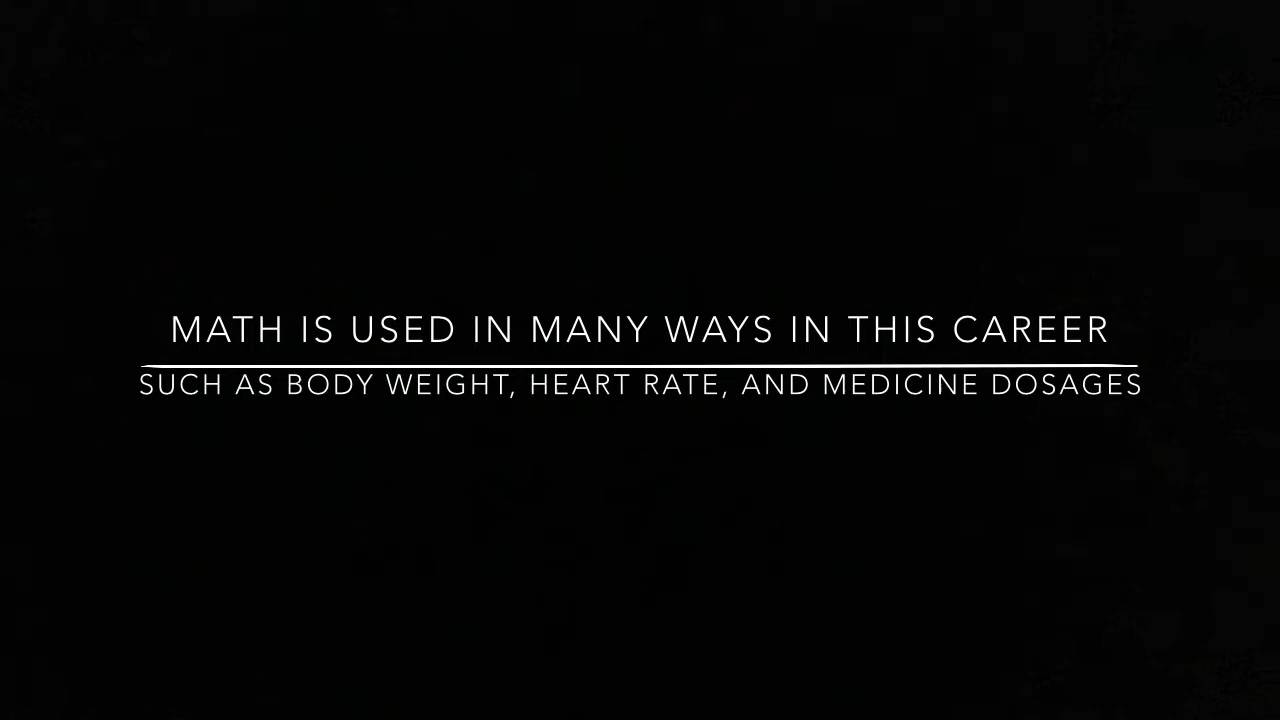 MATH IS USED IN MANY WAYS IN THIS CAREER
SUCH AS BODY WEIGHT, HEART RATE, AND MEDICINE DOSAGES